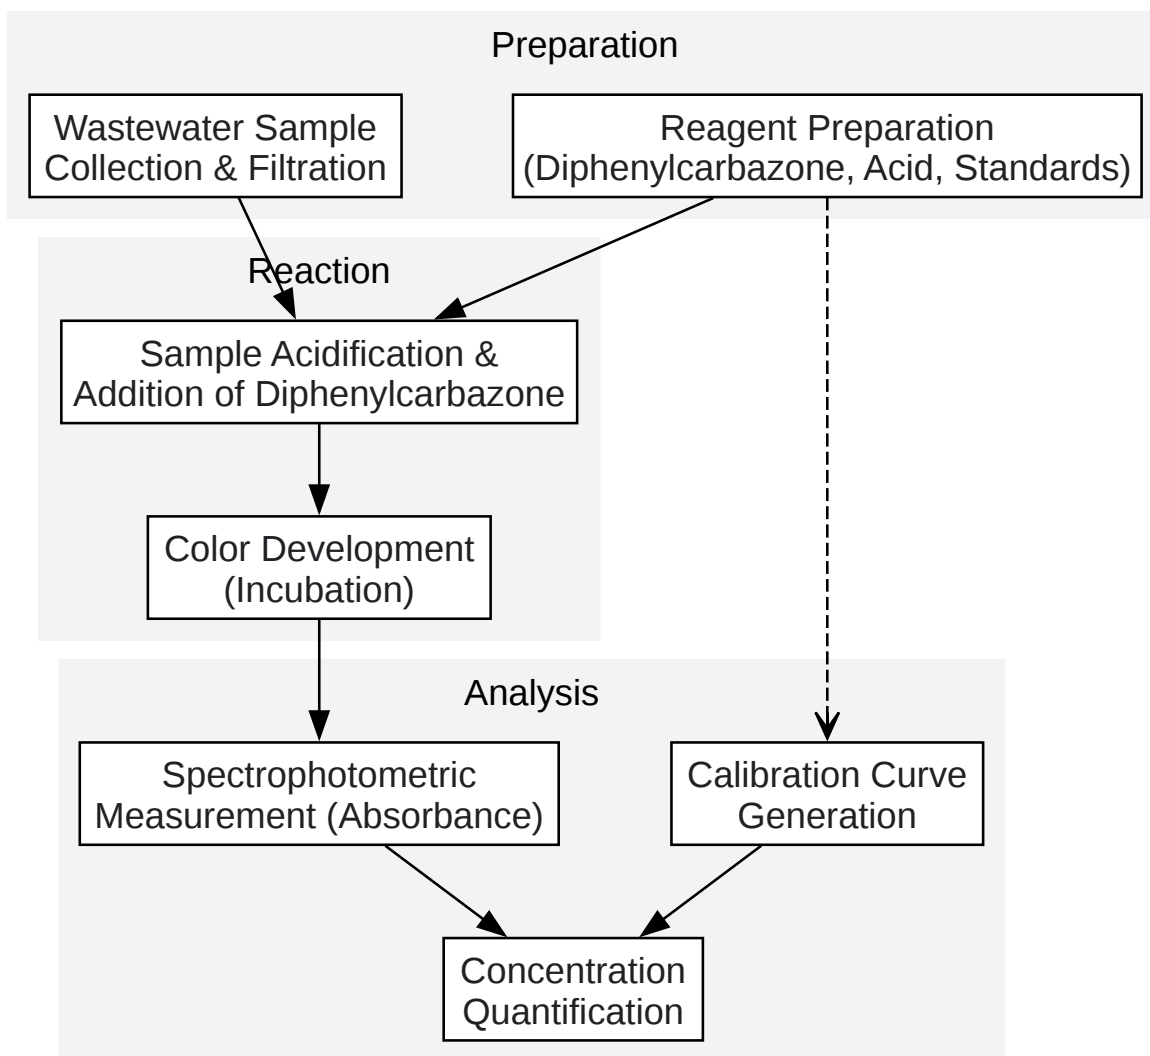 Preparation
Wastewater Sample
Collection & Filtration
Reagent Preparation
(Diphenylcarbazone, Acid, Standards)
Reaction
Sample Acidification &
Addition of Diphenylcarbazone
Color Development
(Incubation)
Analysis
Spectrophotometric
Measurement (Absorbance)
Calibration Curve
Generation
Concentration
Quantification